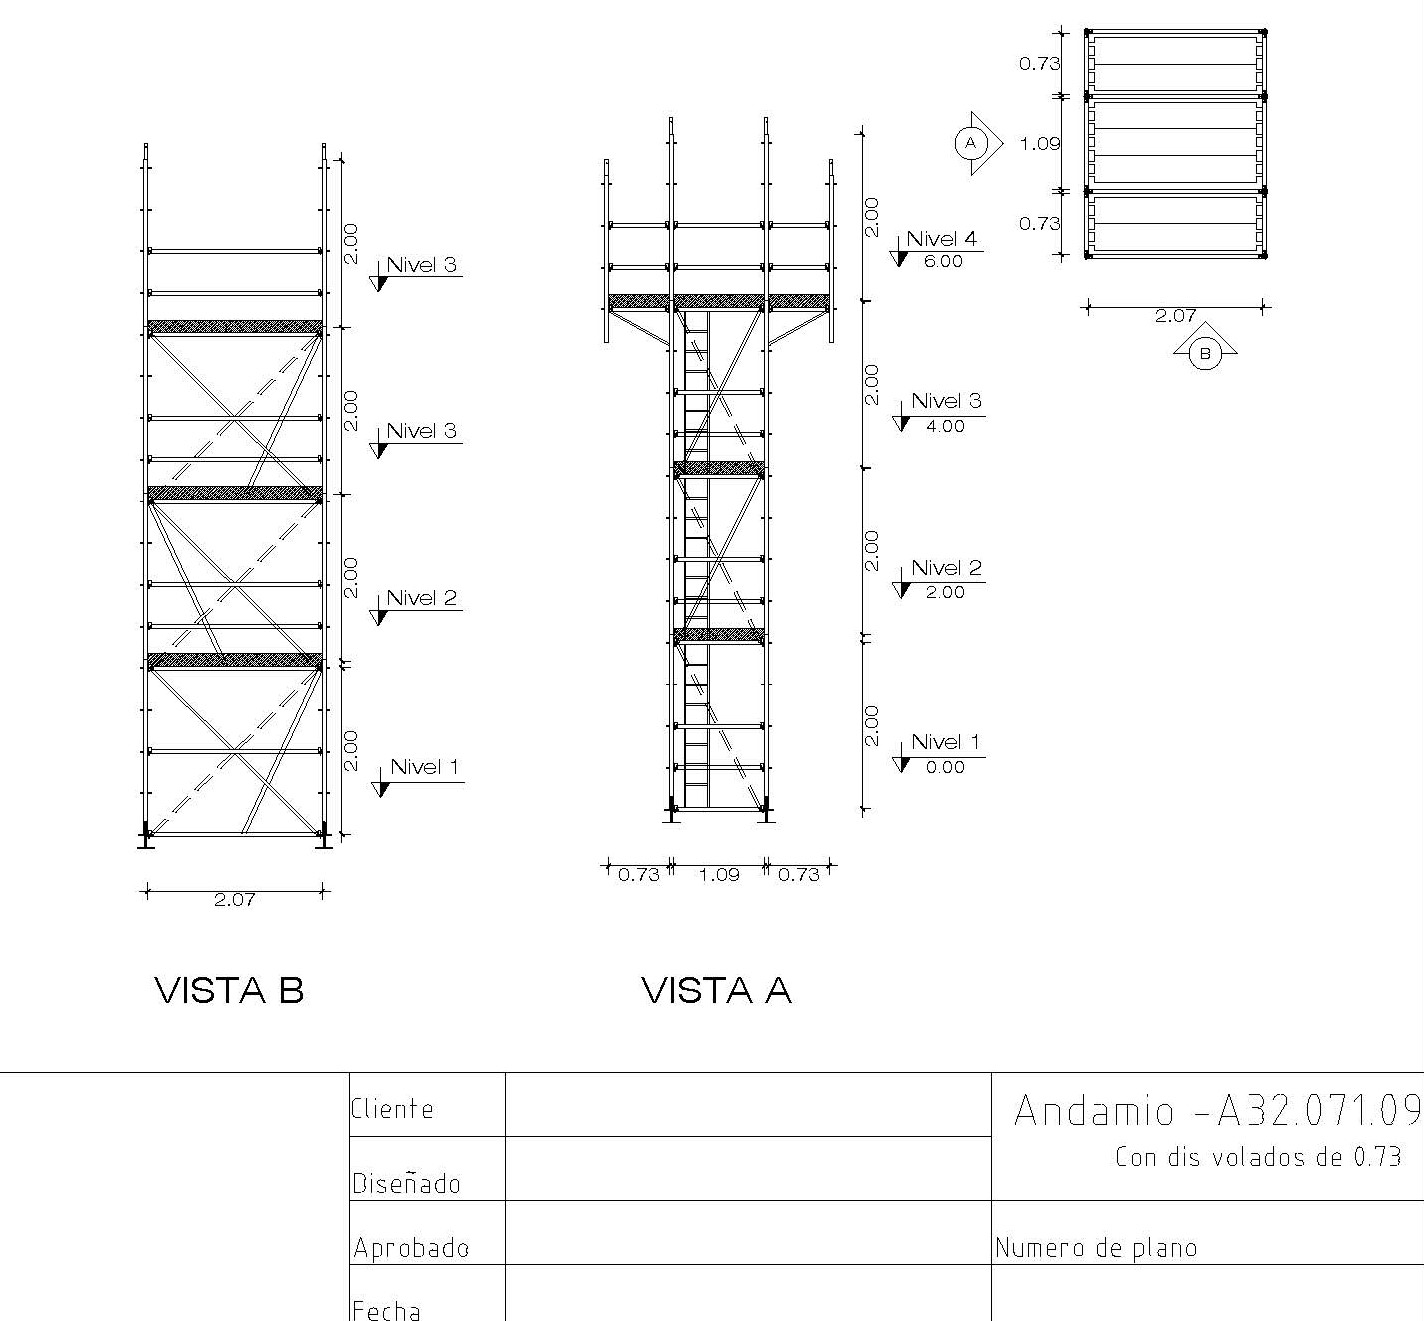 0.73
1.09
0.73
A
2.07
B
2.00
Nivel 3
2.00
Nivel 3
2.00
Nivel 2
2.00
Nivel 1
2.07
VISTA B
2.00
Nivel 4
6.00
2.00
Nivel 3
4.00
2.00
Nivel 2
2.00
2.00
Nivel 1
0.00
0.73 1.09 0.73
VISTA A
Cliente
Diseñado
Aprobado
Fecha
Andamio -A32.071.09
Con dis volados de 0.73
Numero de plano